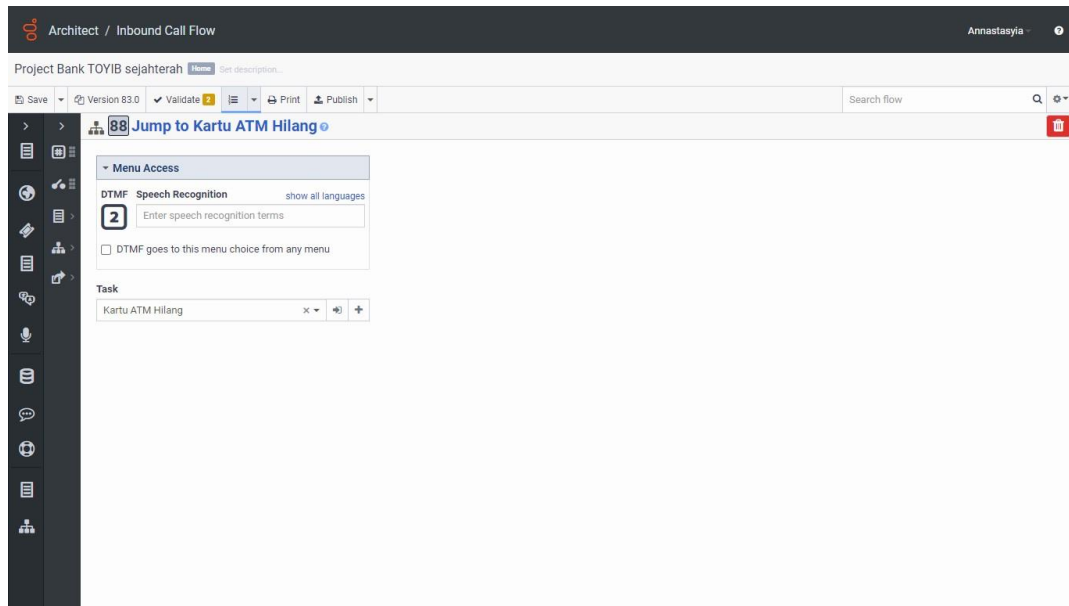 Architect / Inbound Call Flow Annastasyia
Project Bank TOYIB sejahterah Home Set description...
Save Version 83.0 Validate 2 Print Publish Search flow
88 Jump to Kartu ATM Hilang
Menu Access
DTMF Speech Recognition show all languages
2 Enter speech recognition terms
DTMF goes to this menu choice from any menu
Task
Kartu ATM Hilang